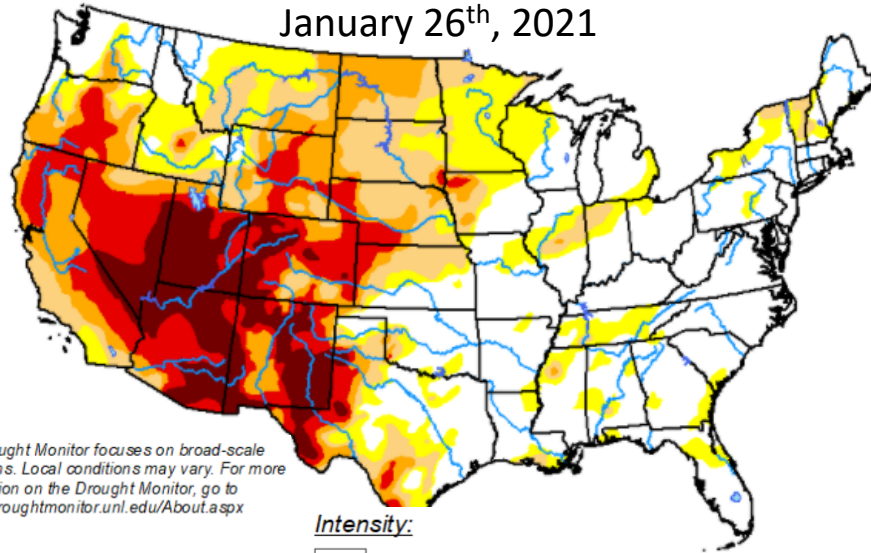 January 26th, 2021
ught Monitor focuses on broad-scale
ns. Local conditions may vary. For more
ion on the Drought Monitor, go to
roughtmonitor.unl.edu/About.aspx
Intensity: